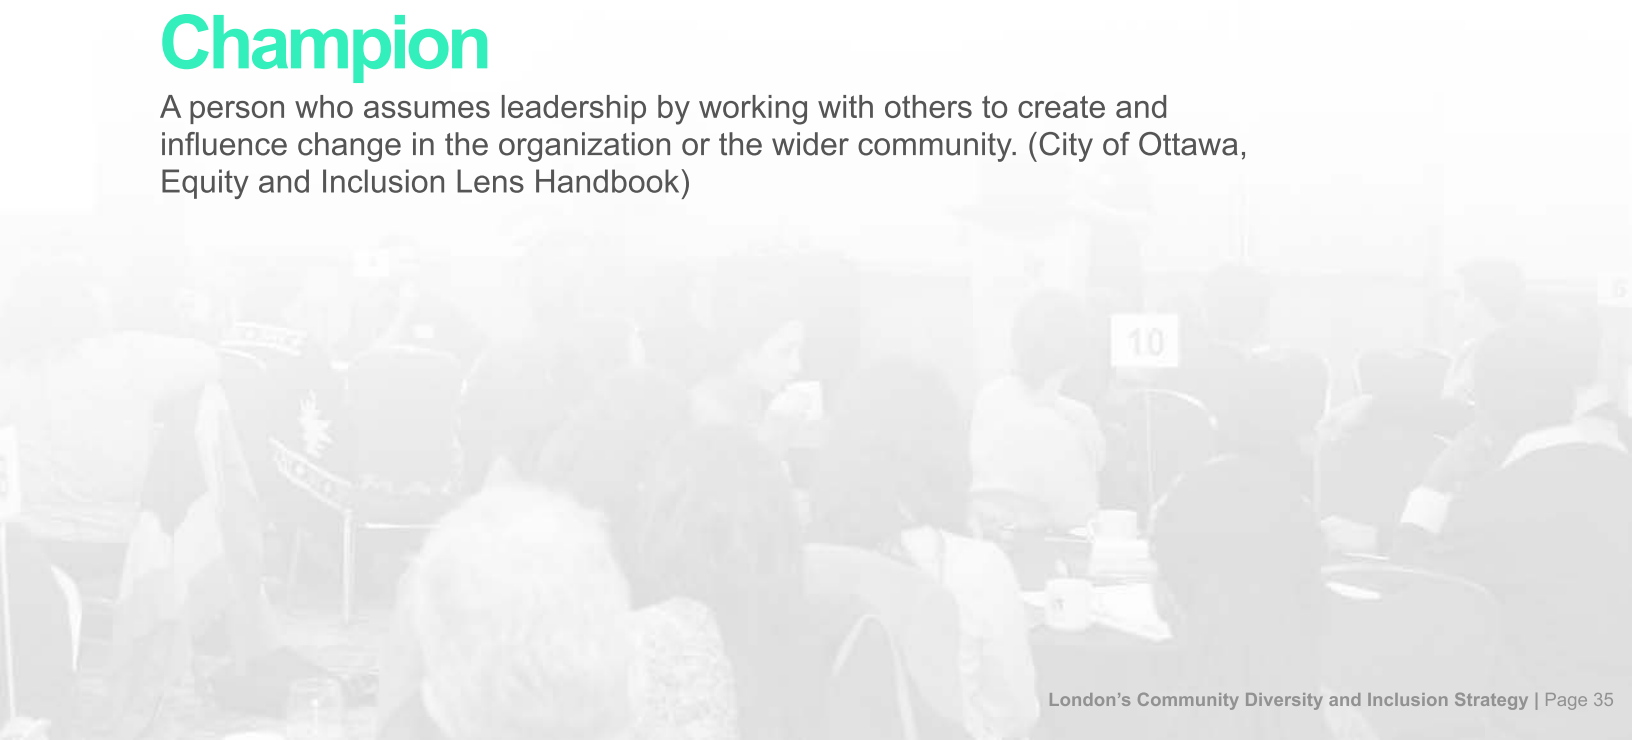 Champion
A person who assumes leadership by working with others to create and
influence change in the organization or the wider community. (City of Ottawa,
Equity and Inclusion Lens Handbook)
10
London's Community Diversity and Inclusion Strategy | Page 35